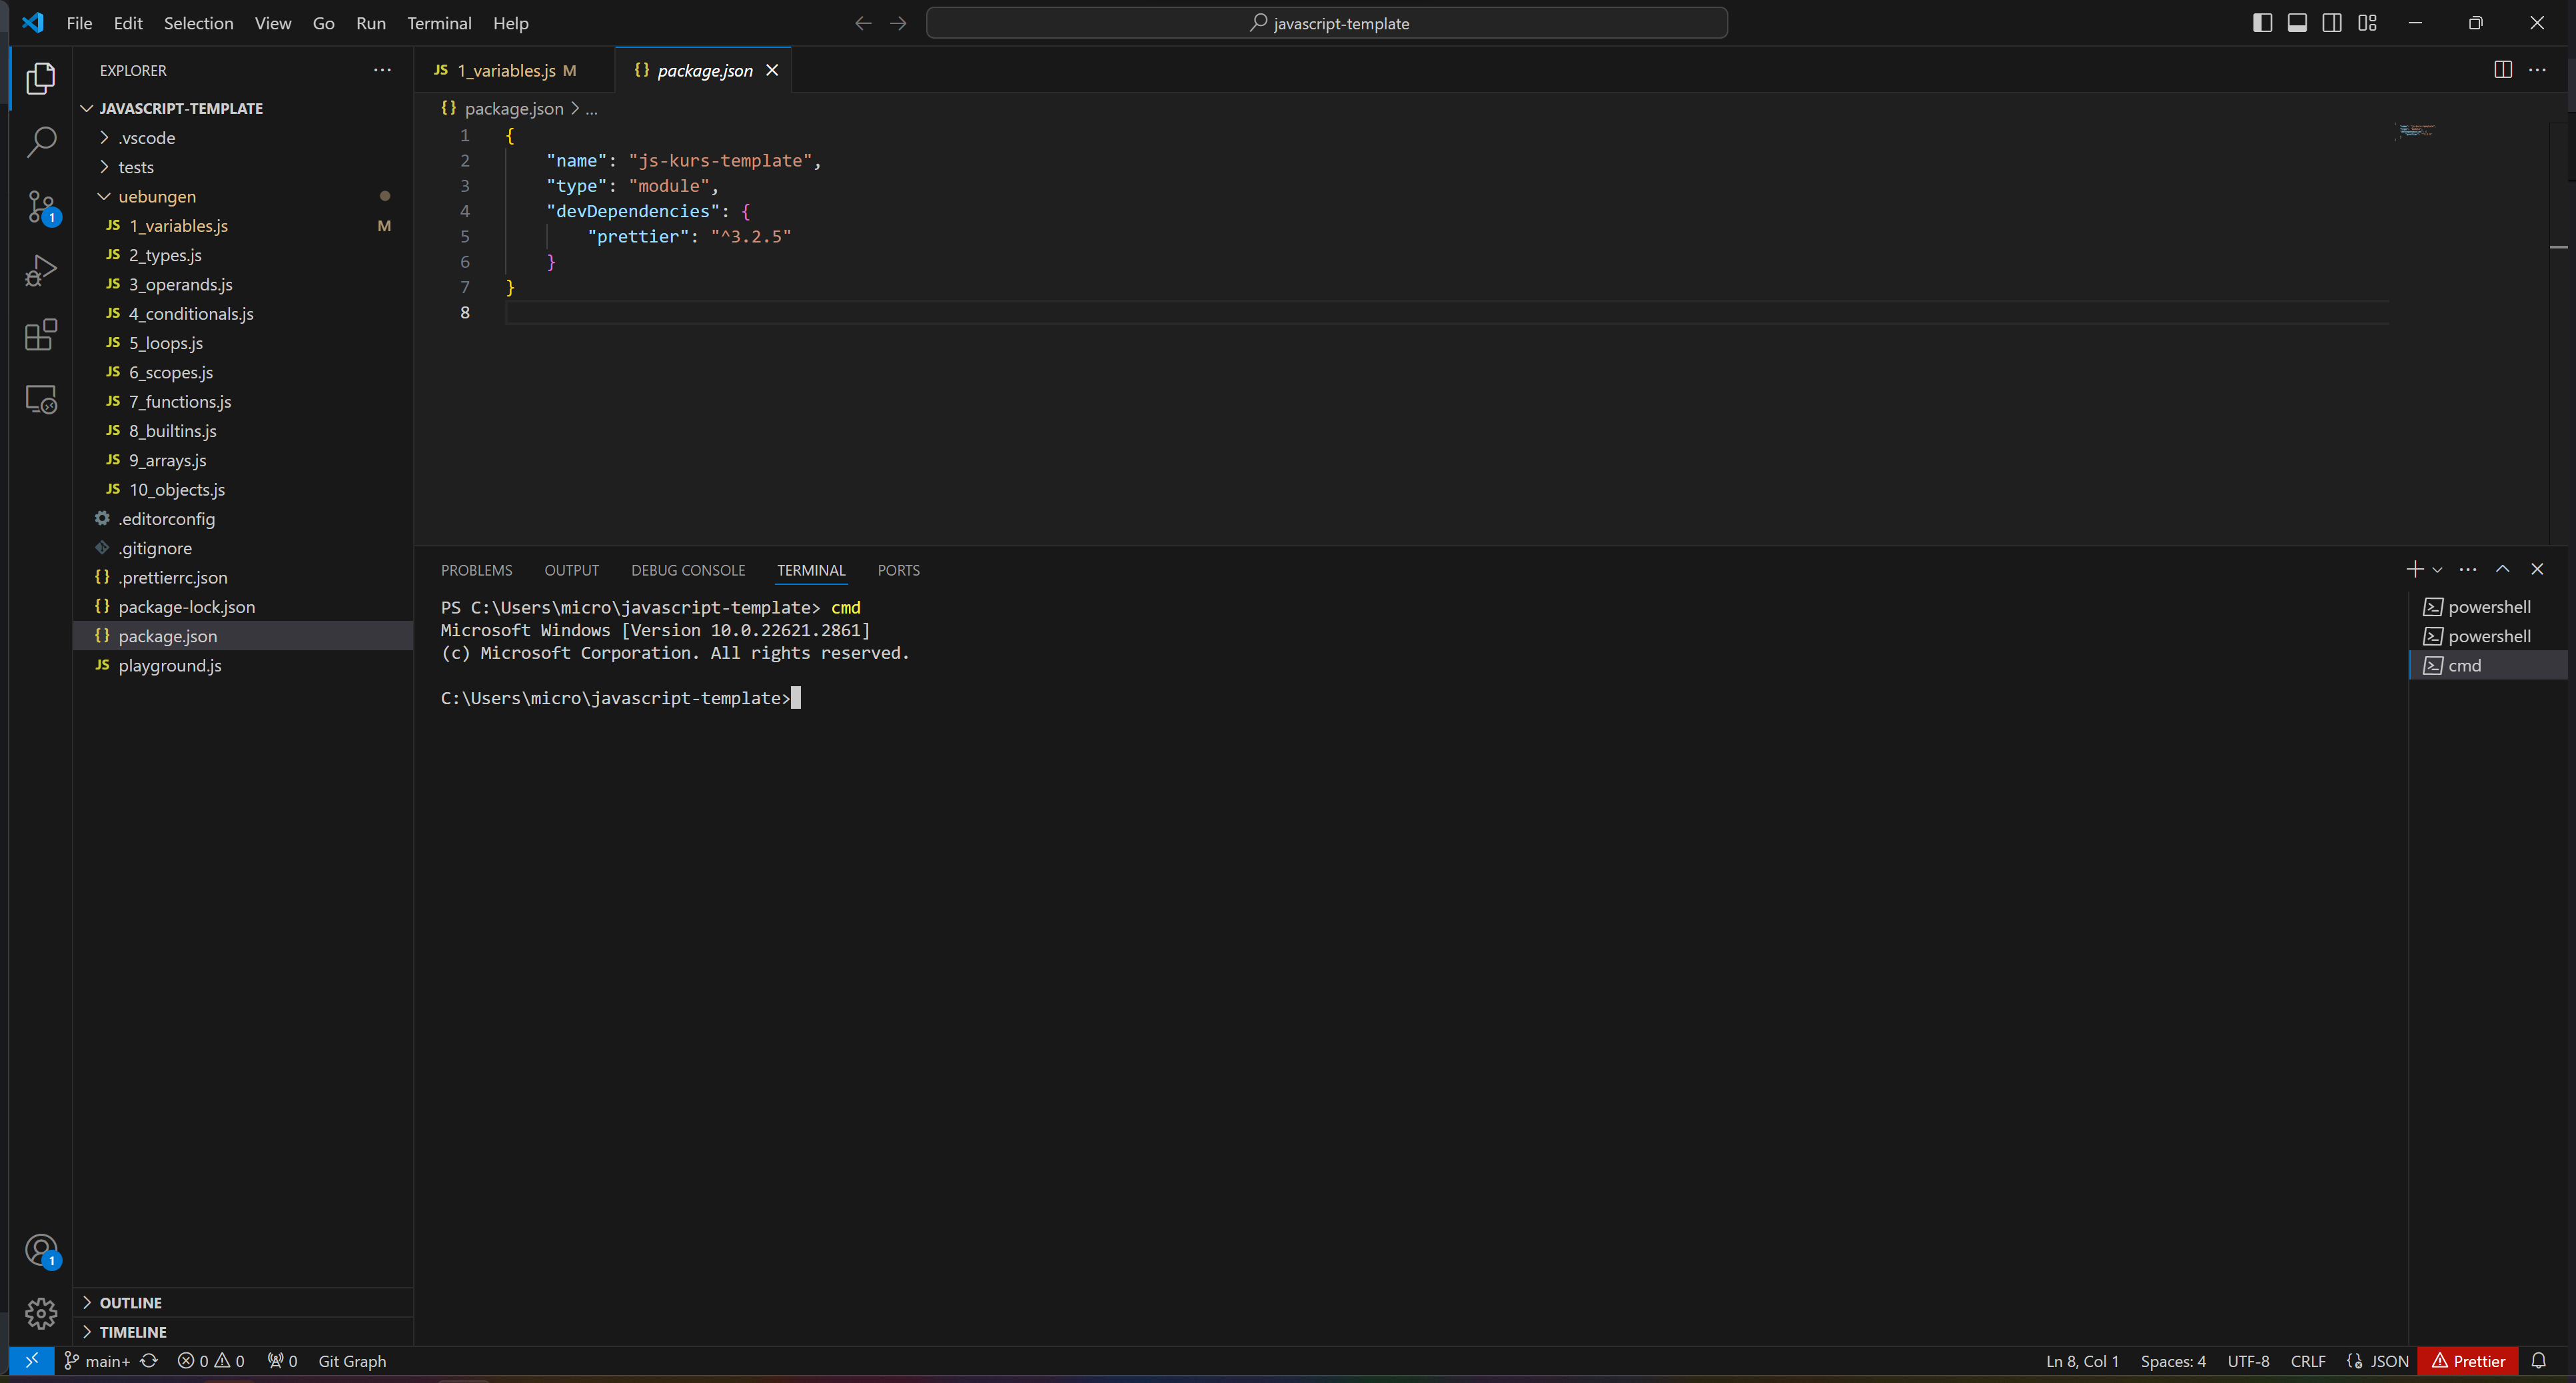 File Edit Selection View Go Run Terminal Help
javascript-template
EXPLORER
JAVASCRIPT-TEMPLATE
.vscode
tests
uebungen
JS 1_variables.js M
JS 2_types.js
JS 3_operands.js
JS 4_conditionals.js
JS 5_loops.js
JS 6_scopes.js
JS 7_functions.js
JS 8_builtins.js
JS 9_arrays.js
JS 10_objects.js
.editorconfig
.gitignore
{} .prettierrc.json
{} package-lock.json
{} package.json
JS playground.js
OUTLINE
TIMELINE
1
1
JS 1_variables.js M {} package.json
{} package.json > ...
1 {
2 "name": "js-kurs-template",
3 "type": "module",
4 "devDependencies": {
5 "prettier": "^3.2.5"
6 }
7 }
8
PROBLEMS OUTPUT DEBUG CONSOLE TERMINAL PORTS
PS C:\Users\micro\javascript-template> cmd
Microsoft Windows [Version 10.0.22621.2861]
(c) Microsoft Corporation. All rights reserved.
C:\Users\micro\javascript-template>
powershell
powershell
cmd
main+ 0 0 0 Git Graph
Ln 8, Col 1 Spaces: 4 UTF-8 CRLF {} JSON Prettier